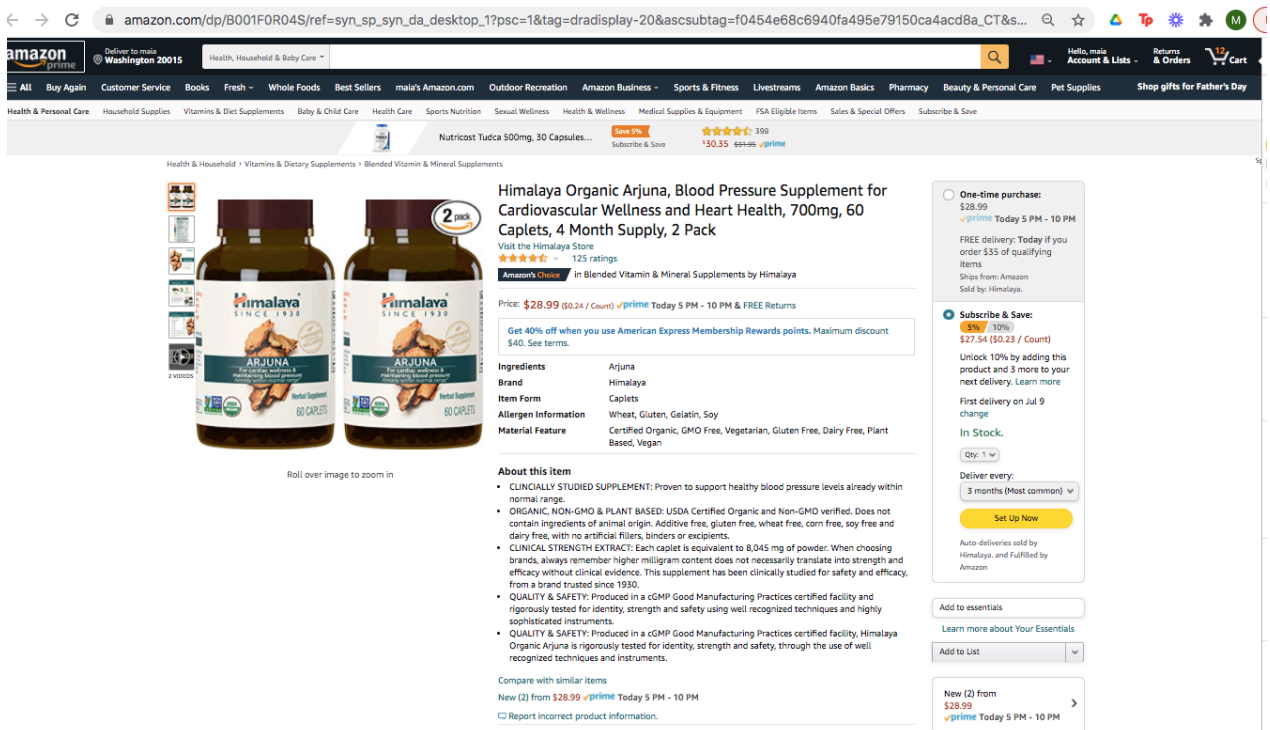 amazon.com/dp/B001F0R04S/ref=syn_sp_syn_da_desktop_1?psc=1&tag=dradisplay-20&ascsubtag=f0454e68c6940fa495e79150ca4acd8a_CT&s...
M
amazon
prime
Deliver to maia
Washington 20015
Health, Household & Baby Care
Hello, maia
Account & Lists
Returns
& Orders
12
Cart
All Buy Again Customer Service Books Fresh Whole Foods Best Sellers maia's Amazon.com Outdoor Recreation Amazon Business Sports & Fitness Livestreams Amazon Basics Pharmacy Beauty & Personal Care Pet Supplies Shop gifts for Father's Day
Health & Personal Care Household Supplies Vitamins & Diet Supplements Baby & Child Care Health Care Sports Nutrition Sexual Wellness Health & Wellness Medical Supplies & Equipment FSA Eligible Items Sales & Special Offers Subscribe & Save
Nutricost Tudca 500mg, 30 Capsules...
Save 5%
Subscribe & Save
398
$30.35 $31.95 prime
Health & Household › Vitamins & Dietary Supplements › Blended Vitamin & Mineral Supplements
2 pack
Himalaya
SINCE 1930
ARJUNA
For cardiac wellness &
maintaining blood pressure
Already within normal range*
Herbal Supplement
60 CAPLETS
Himalaya
SINCE 1930
ARJUNA
For cardiac wellness &
maintaining blood pressure
Already within normal range*
Herbal Supplement
60 CAPLETS
2 VIDEOS
Roll over image to zoom in
Himalaya Organic Arjuna, Blood Pressure Supplement for
Cardiovascular Wellness and Heart Health, 700mg, 60
Caplets, 4 Month Supply, 2 Pack
Visit the Himalaya Store
125 ratings
Amazon's Choice in Blended Vitamin & Mineral Supplements by Himalaya
Price: $28.99 ($0.24 / Count) prime Today 5 PM - 10 PM & FREE Returns
Get 40% off when you use American Express Membership Rewards points. Maximum discount
$40. See terms.
Ingredients Arjuna
Brand Himalaya
Item Form Caplets
Allergen Information Wheat, Gluten, Gelatin, Soy
Material Feature Certified Organic, GMO Free, Vegetarian, Gluten Free, Dairy Free, Plant
Based, Vegan
About this item
• CLINCIALLY STUDIED SUPPLEMENT: Proven to support healthy blood pressure levels already within
normal range.
• ORGANIC, NON-GMO & PLANT BASED: USDA Certified Organic and Non-GMO verified. Does not
contain ingredients of animal origin. Additive free, gluten free, wheat free, corn free, soy free and
dairy free, with no artificial fillers, binders or excipients.
• CLINICAL STRENGTH EXTRACT: Each caplet is equivalent to 8,045 mg of powder. When choosing
brands, always remember higher milligram content does not necessarily translate into strength and
efficacy without clinical evidence. This supplement has been clinically studied for safety and efficacy,
from a brand trusted since 1930.
• QUALITY & SAFETY: Produced in a cGMP Good Manufacturing Practices certified facility and
rigorously tested for identity, strength and safety using well recognized techniques and highly
sophisticated instruments.
• QUALITY & SAFETY: Produced in a cGMP Good Manufacturing Practices certified facility, Himalaya
Organic Arjuna is rigorously tested for identity, strength and safety, through the use of well
recognized techniques and instruments.
Compare with similar items
New (2) from $28.99 prime Today 5 PM - 10 PM
Report incorrect product information.
One-time purchase:
$28.99
prime Today 5 PM - 10 PM
FREE delivery: Today if you
order $35 of qualifying
items
Ships from: Amazon
Sold by: Himalaya.
Subscribe & Save:
5% 10%
$27.54 ($0.23 / Count)
Unlock 10% by adding this
product and 3 more to your
next delivery. Learn more
First delivery on Jul 9
change
In Stock.
Qty: 1
Deliver every:
3 months (Most common)
Set Up Now
Auto-deliveries sold by
Himalaya. and Fulfilled by
Amazon
Add to essentials
Learn more about Your Essentials
Add to List
New (2) from
$28.99
prime Today 5 PM - 10 PM